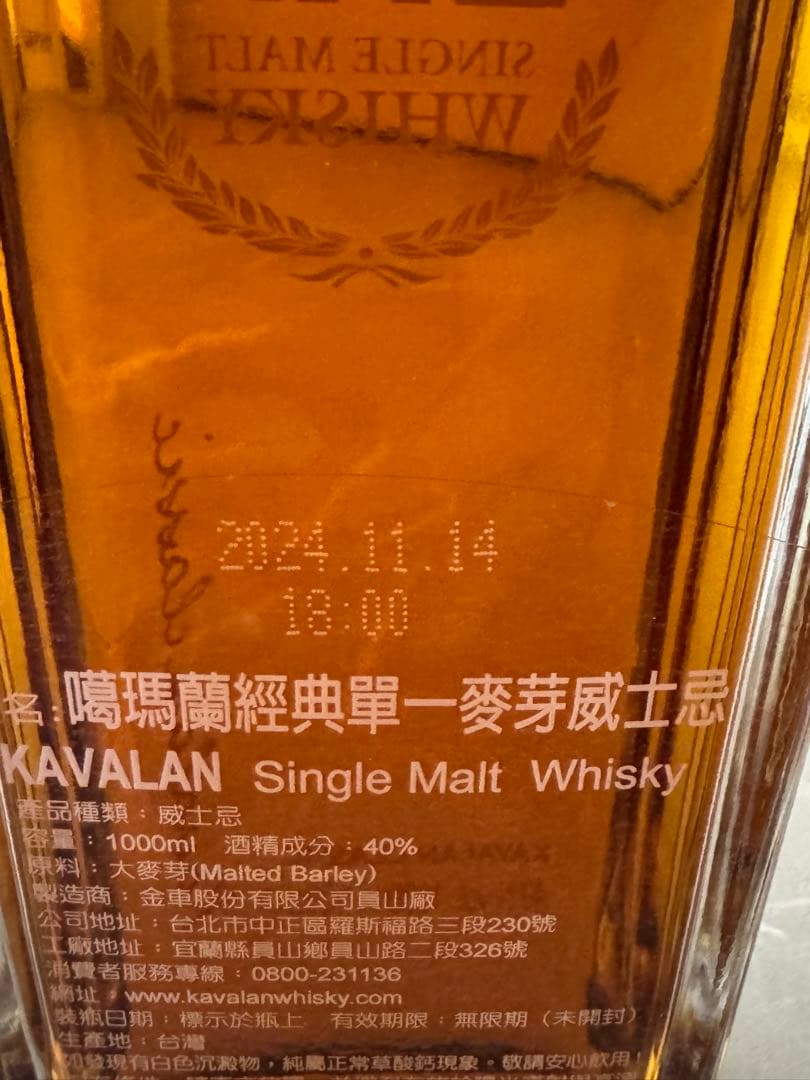 SINGLE MALT
WHISKY
2024.11.14
18:00
名:噶瑪蘭經典單一麥芽威士忌
KAVALAN Single Malt Whisky
產品種類：威士忌
容量：1000ml 酒精成分：40%
原料：大麥芽(Malted Barley)
製造商：金車股份有限公司員山廠
公司地址：台北市中正區羅斯福路三段230號
工廠地址：宜蘭縣員山鄉員山路二段326號
消費者服務專線：0800-231136
網址：www.kavalanwhisky.com
裝瓶日期：標示於瓶上 有效期限：無限期（未開封）
生產地：台灣
如發現有白色沉澱物，純屬正常草酸鈣現象。敬請安心飲用！